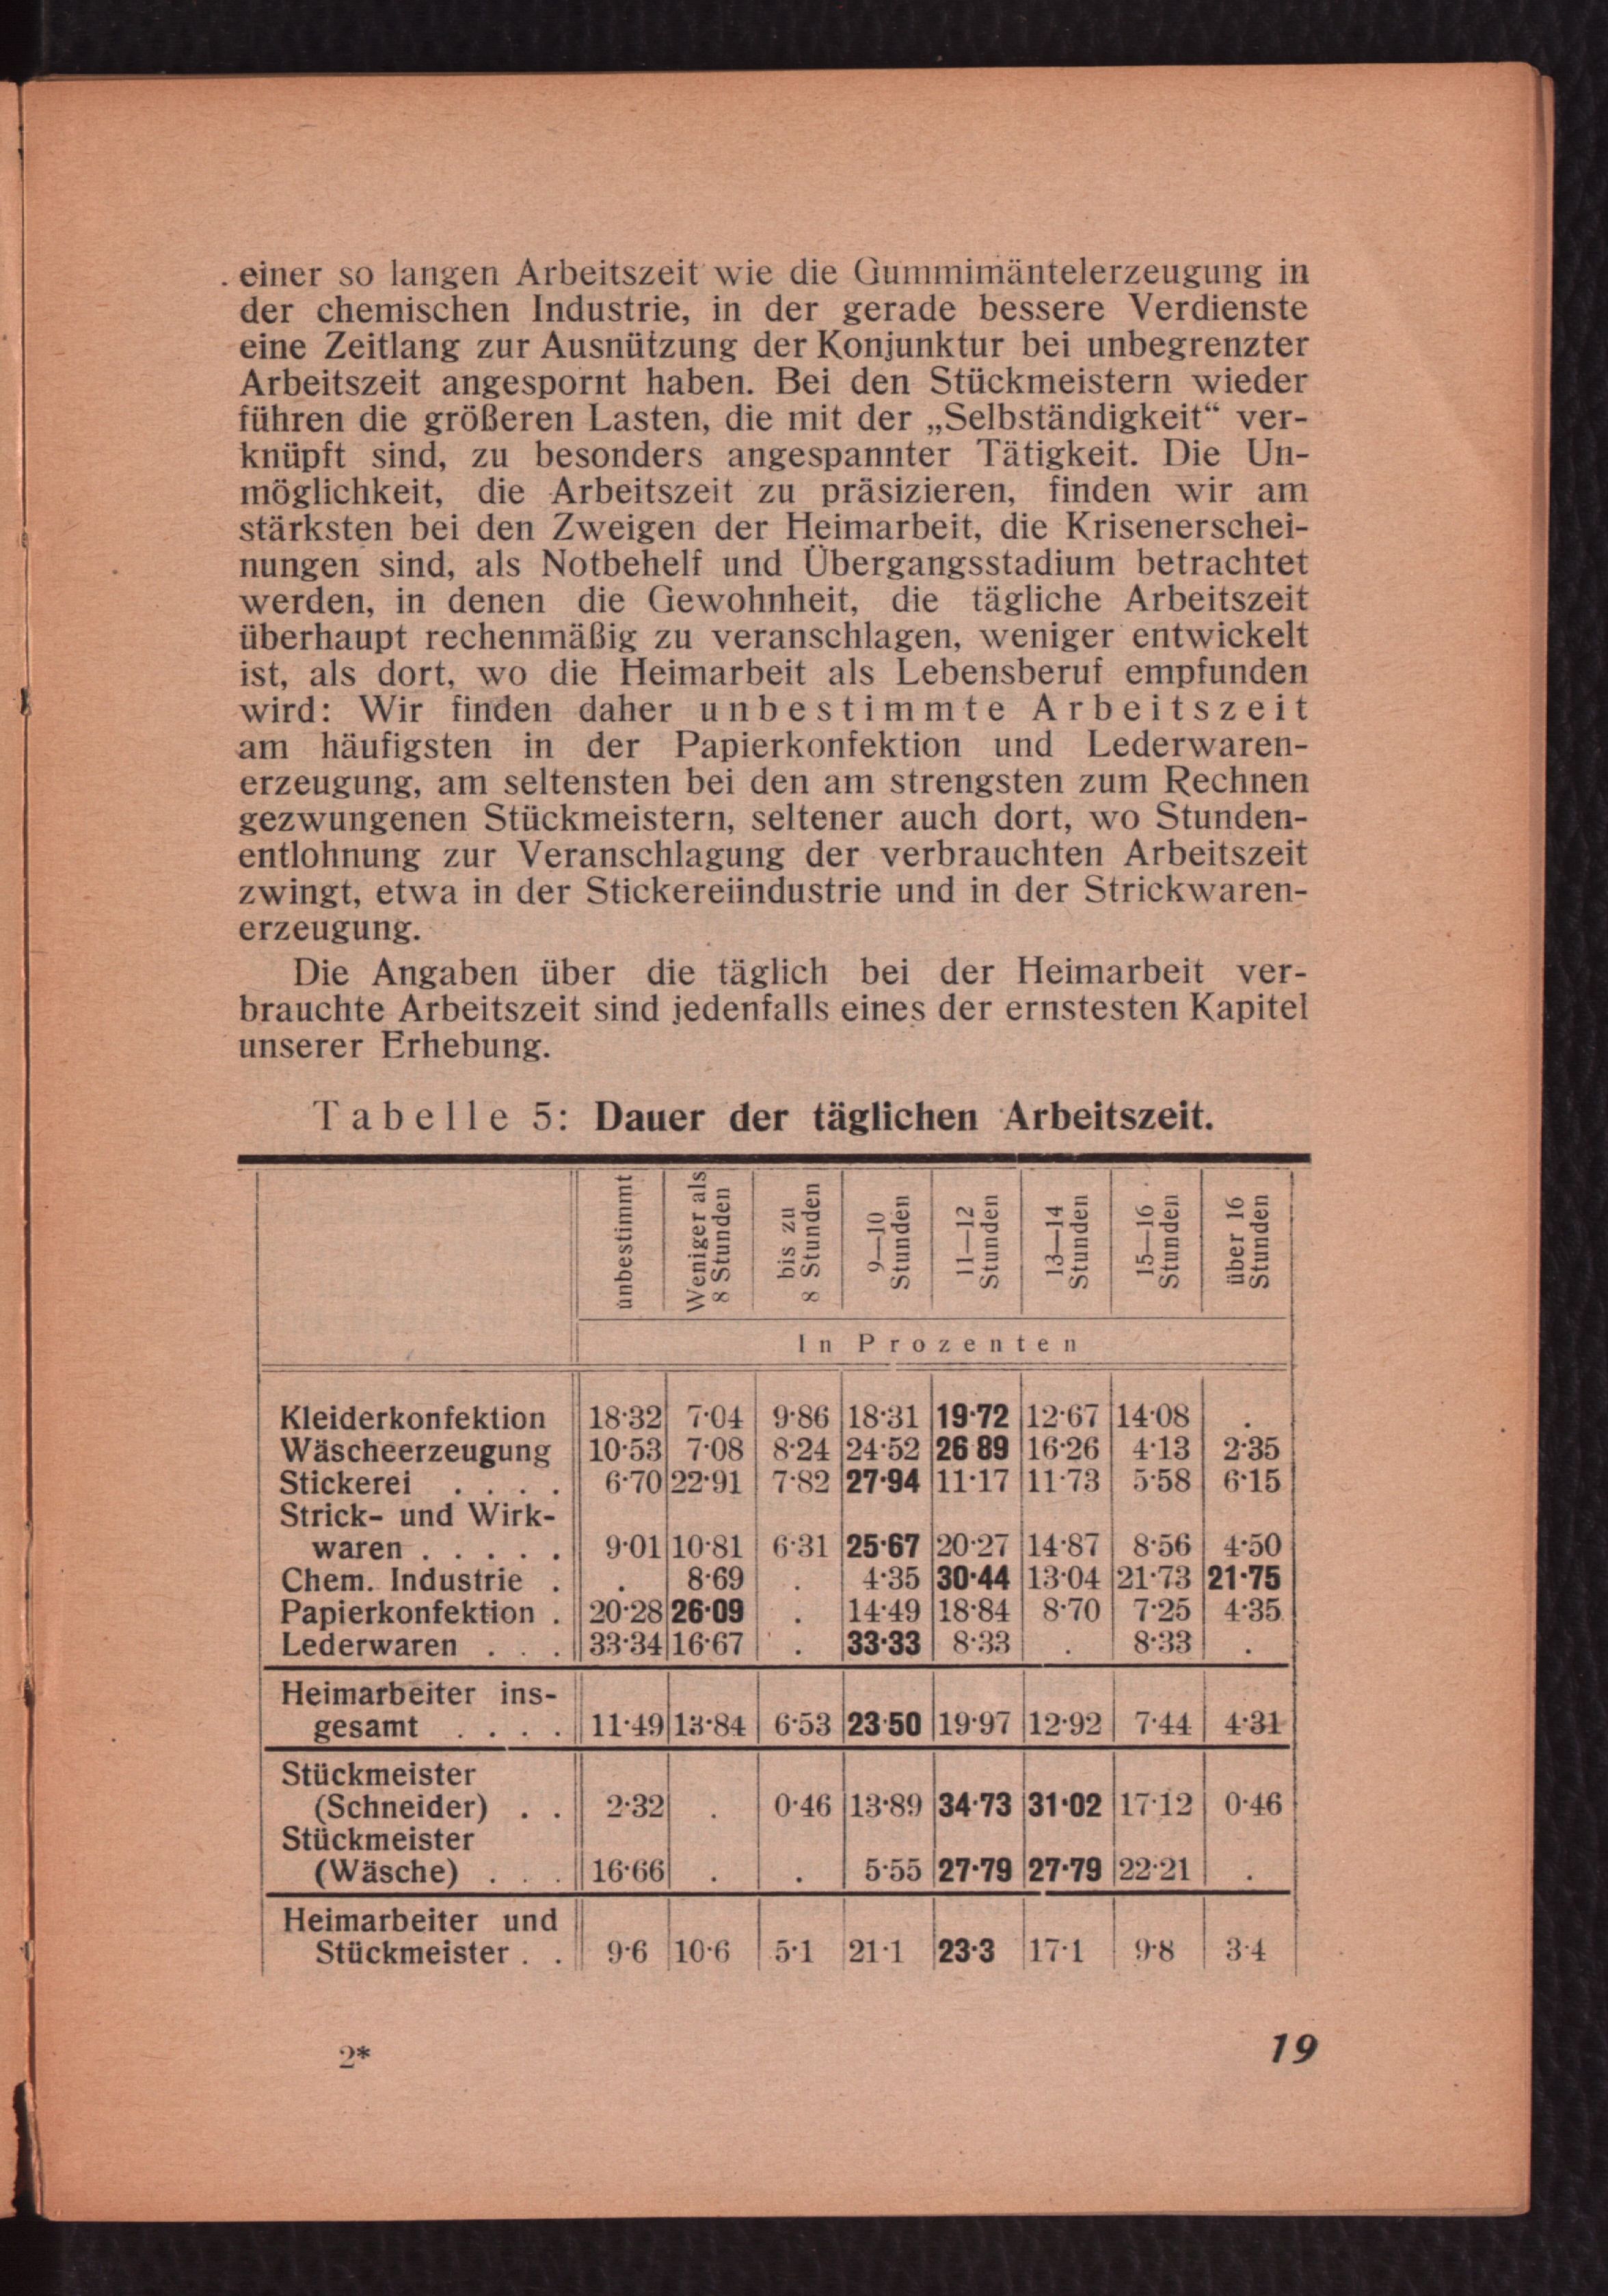 einer so langen Arbeitszeit wie die Gummimäntelerzeugung in
der chemischen Industrie, in der gerade bessere Verdienste
eine Zeitlang zur Ausnützung der Konjunktur bei unbegrenzter
Arbeitszeit angespornt haben. Bei den Stückmeistern wieder
führen die größeren Lasten, die mit der „Selbständigkeit“ ver-
knüpft sind, zu besonders angespannter Tätigkeit. Die Un-
möglichkeit, die Arbeitszeit zu präsizieren, finden wir am
stärksten bei den Zweigen der Heimarbeit, die Krisenerschei-
nungen sind, als Notbehelf und Übergangsstadium betrachtet
werden, in denen die Gewohnheit, die tägliche Arbeitszeit
überhaupt rechenmäßig zu veranschlagen, weniger entwickelt
ist, als dort, wo die Heimarbeit als Lebensberuf empfunden
wird: Wir finden daher unbestimmte Arbeitszeit
am häufigsten in der Papierkonfektion und Lederwaren-
erzeugung, am seltensten bei den am strengsten zum Rechnen
gezwungenen Stückmeistern, seltener auch dort, wo Stunden-
entlohnung zur Veranschlagung der verbrauchten Arbeitszeit
zwingt, etwa in der Stickereiindustrie und in der Strickwaren-
erzeugung.
Die Angaben über die täglich bei der Heimarbeit ver-
brauchte Arbeitszeit sind jedenfalls eines der ernstesten Kapitel
unserer Erhebung.
Tabelle 5: Dauer der täglichen Arbeitszeit.
unbestimmt
Weniger als
8 Stunden
bis zu
8 Stunden
9—10
Stunden
11—12
Stunden
13—14
Stunden
15—16
Stunden
über 16
Stunden
In Prozenten
Kleiderkonfektion 18·32 7·04 9·86 18·31 19·72 12·67 14·08 .
Wäscheerzeugung 10·53 7·08 8·24 24·52 26 89 16·26 4·13 2·35
Stickerei . . . . 6·70 22·91 7·82 27·94 11·17 11·73 5·58 6·15
Strick- und Wirk-
waren . . . . . 9·01 10·81 6·31 25·67 20·27 14·87 8·56 4·50
Chem. Industrie . . 8·69 . 4·35 30·44 13·04 21·73 21·75
Papierkonfektion . 20·28 26·09 . 14·49 18·84 8·70 7·25 4·35
Lederwaren . . . 33·34 16·67 . 33·33 8·33 . 8·33 .
Heimarbeiter ins-
gesamt . . . . 11·49 13·84 6·53 23·50 19·97 12·92 7·44 4·31
Stückmeister
(Schneider) . . 2·32 . 0·46 13·89 34·73 31·02 17·12 0·46
Stückmeister
(Wäsche) . . . 16·66 . . 5·55 27·79 27·79 22·21 .
Heimarbeiter und
Stückmeister . . 9·6 10·6 5·1 21·1 23·3 17·1 9·8 3·4
2*
19